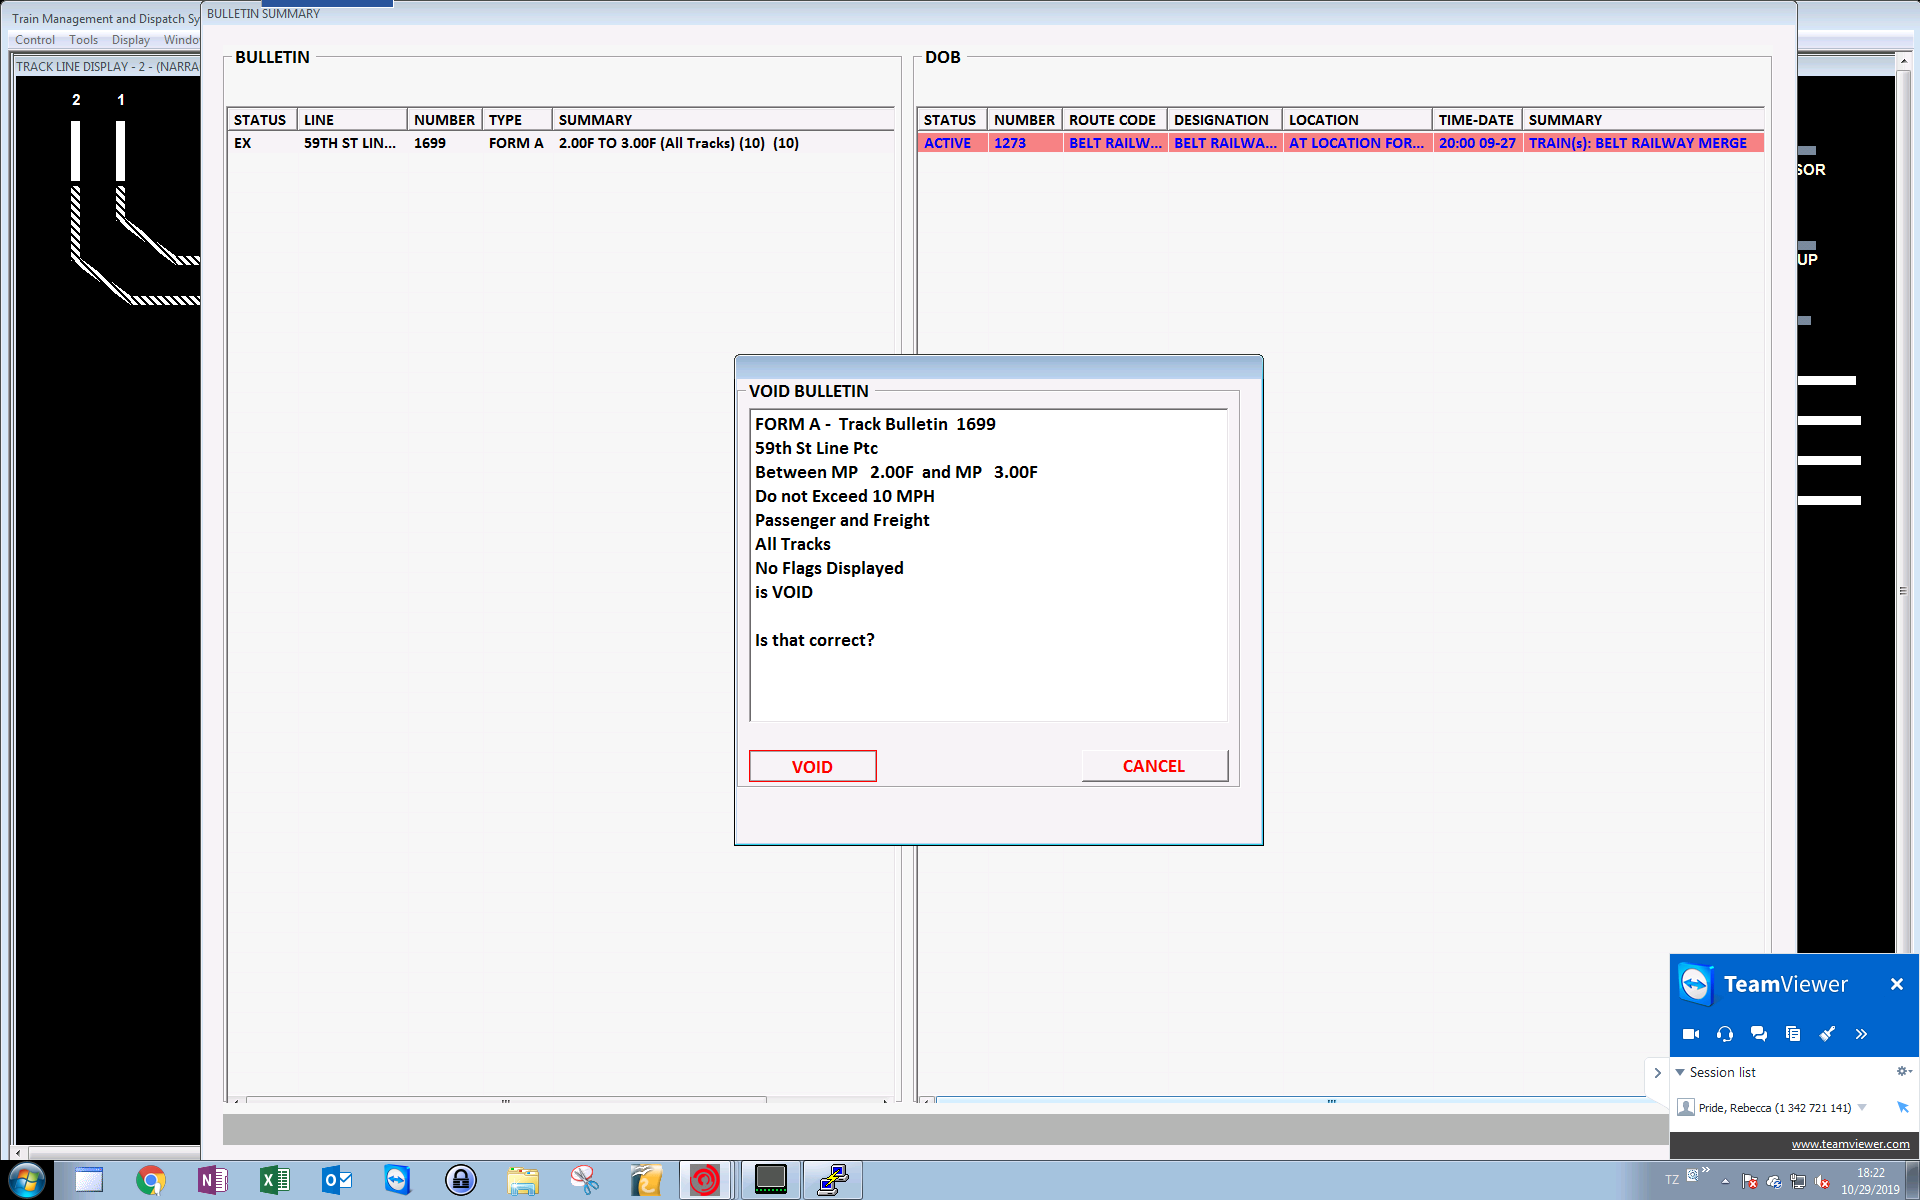 Train Management and Dispatch Sy
BULLETIN SUMMARY
Control Tools Display Windo
TRACK LINE DISPLAY - 2 - (NARRA
2 1
BULLETIN
STATUS LINE NUMBER TYPE SUMMARY
EX 59TH ST LIN... 1699 FORM A 2.00F TO 3.00F (All Tracks) (10) (10)
DOB
STATUS NUMBER ROUTE CODE DESIGNATION LOCATION TIME-DATE SUMMARY
ACTIVE 1273 BELT RAILW... BELT RAILWA... AT LOCATION FOR... 20:00 09-27 TRAIN(s): BELT RAILWAY MERGE
SOR
UP
VOID BULLETIN
FORM A - Track Bulletin 1699
59th St Line Ptc
Between MP 2.00F and MP 3.00F
Do not Exceed 10 MPH
Passenger and Freight
All Tracks
No Flags Displayed
is VOID
Is that correct?
VOID CANCEL
TeamViewer
Session list
Pride, Rebecca (1 342 721 141)
www.teamviewer.com
TZ
18:22
10/29/2019